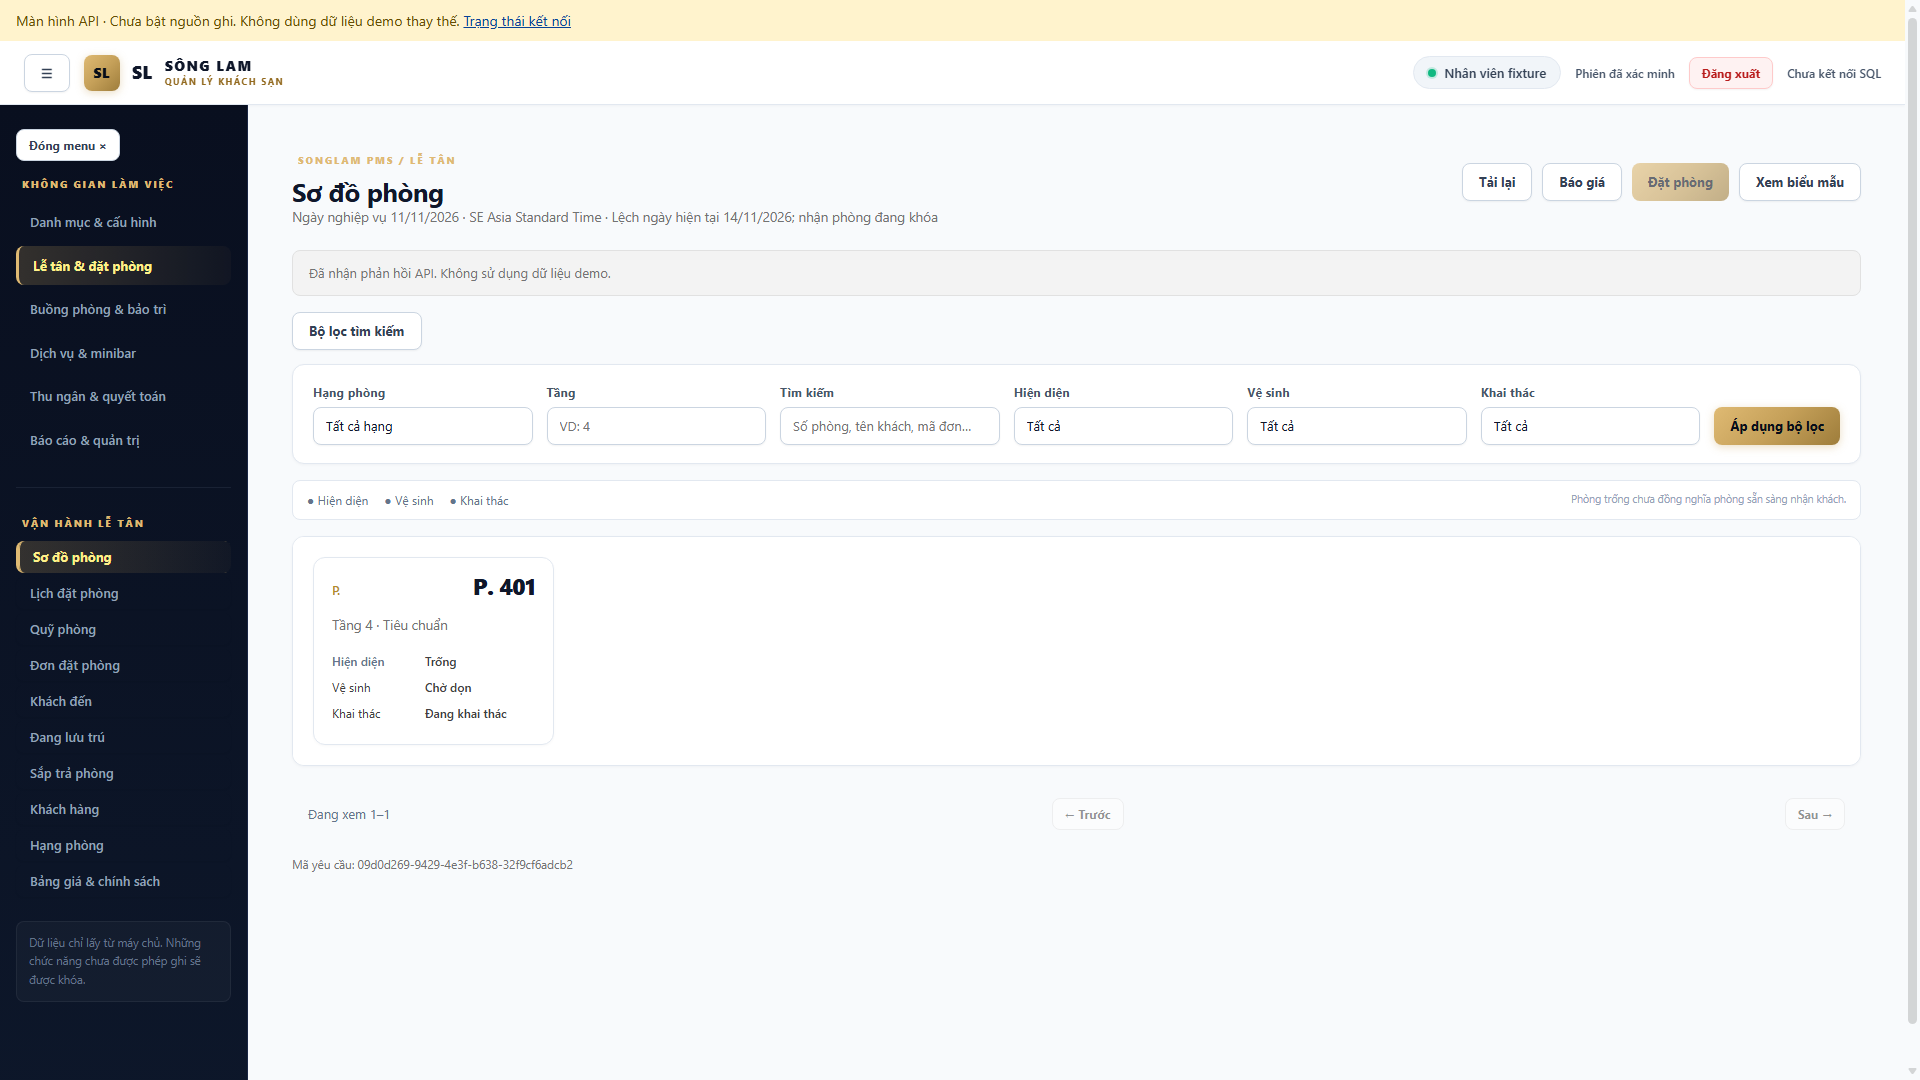 Màn hình API · Chưa bật nguồn ghi. Không dùng dữ liệu demo thay thế. Trạng thái kết nối
☰
SL
SL
SÔNG LAM
QUẢN LÝ KHÁCH SẠN
Nhân viên fixture
Phiên đã xác minh
Đăng xuất
Chưa kết nối SQL
Đóng menu ×
KHÔNG GIAN LÀM VIỆC
Danh mục & cấu hình
Lễ tân & đặt phòng
Buồng phòng & bảo trì
Dịch vụ & minibar
Thu ngân & quyết toán
Báo cáo & quản trị
VẬN HÀNH LỄ TÂN
Sơ đồ phòng
Lịch đặt phòng
Quỹ phòng
Đơn đặt phòng
Khách đến
Đang lưu trú
Sắp trả phòng
Khách hàng
Hạng phòng
Bảng giá & chính sách
Dữ liệu chỉ lấy từ máy chủ. Những
chức năng chưa được phép ghi sẽ
được khóa.
SONGLAM PMS / LỄ TÂN
Sơ đồ phòng
Ngày nghiệp vụ 11/11/2026 · SE Asia Standard Time · Lệch ngày hiện tại 14/11/2026; nhận phòng đang khóa
Tải lại
Báo giá
Đặt phòng
Xem biểu mẫu
Đã nhận phản hồi API. Không sử dụng dữ liệu demo.
Bộ lọc tìm kiếm
Hạng phòng
Tất cả hạng
Tầng
VD: 4
Tìm kiếm
Số phòng, tên khách, mã đơn...
Hiện diện
Tất cả
Vệ sinh
Tất cả
Khai thác
Tất cả
Áp dụng bộ lọc
● Hiện diện ● Vệ sinh ● Khai thác
Phòng trống chưa đồng nghĩa phòng sẵn sàng nhận khách.
P.
P. 401
Tầng 4 · Tiêu chuẩn
Hiện diện Trống
Vệ sinh Chờ dọn
Khai thác Đang khai thác
Đang xem 1–1
← Trước
Sau →
Mã yêu cầu: 09d0d269-9429-4e3f-b638-32f9cf6adcb2